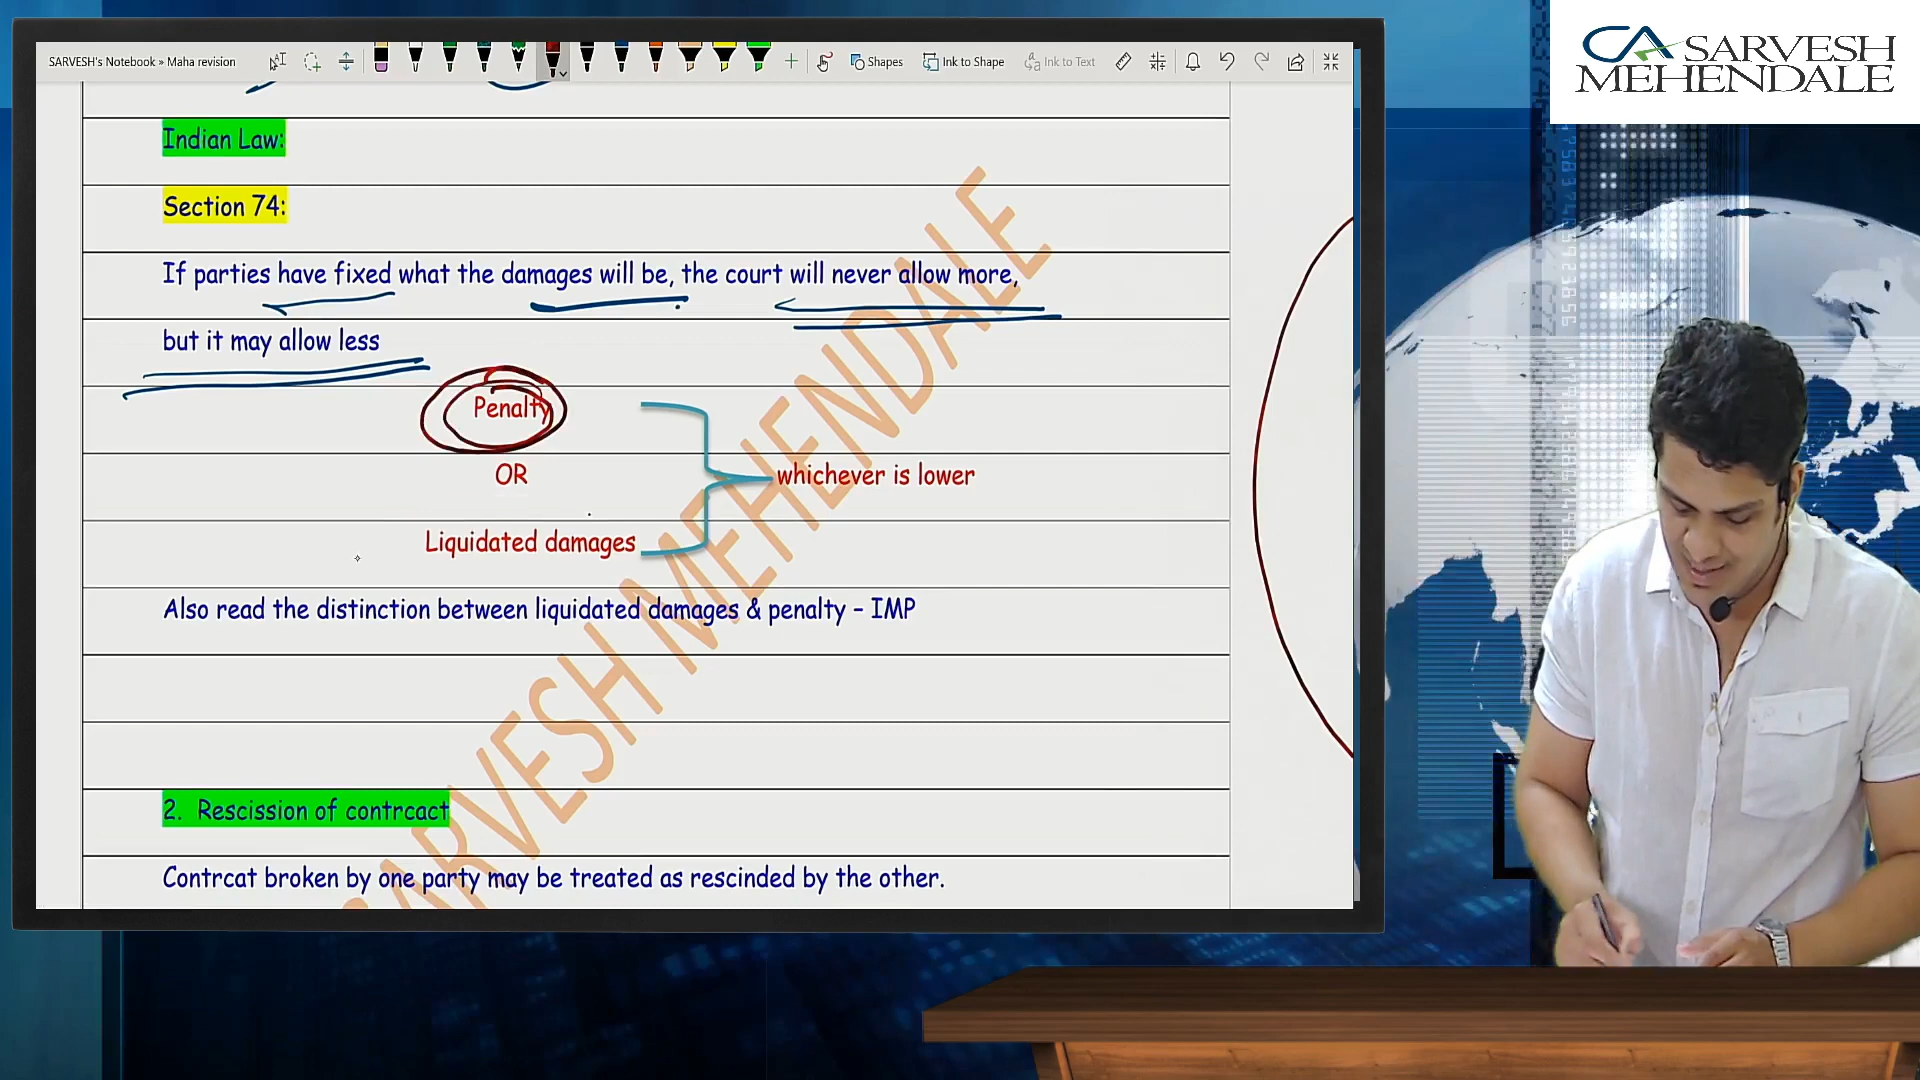 CA SARVESH
MEHENDALE
SARVESH's Notebook » Maha revision
Shapes
Ink to Shape
Ink to Text
Indian Law:
Section 74:
If parties have fixed what the damages will be, the court will never allow more,
but it may allow less
Penalty
OR
whichever is lower
Liquidated damages
Also read the distinction between liquidated damages & penalty – IMP
2. Rescission of contrcact
Contrcat broken by one party may be treated as rescinded by the other.
SARVESH MEHENDALE